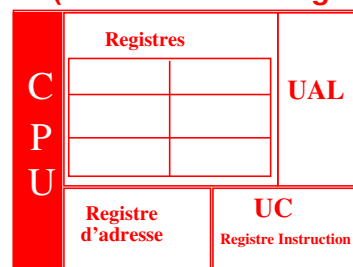 Registres
C
P
U
UAL
Registre
d'adresse
UC
Registre Instruction